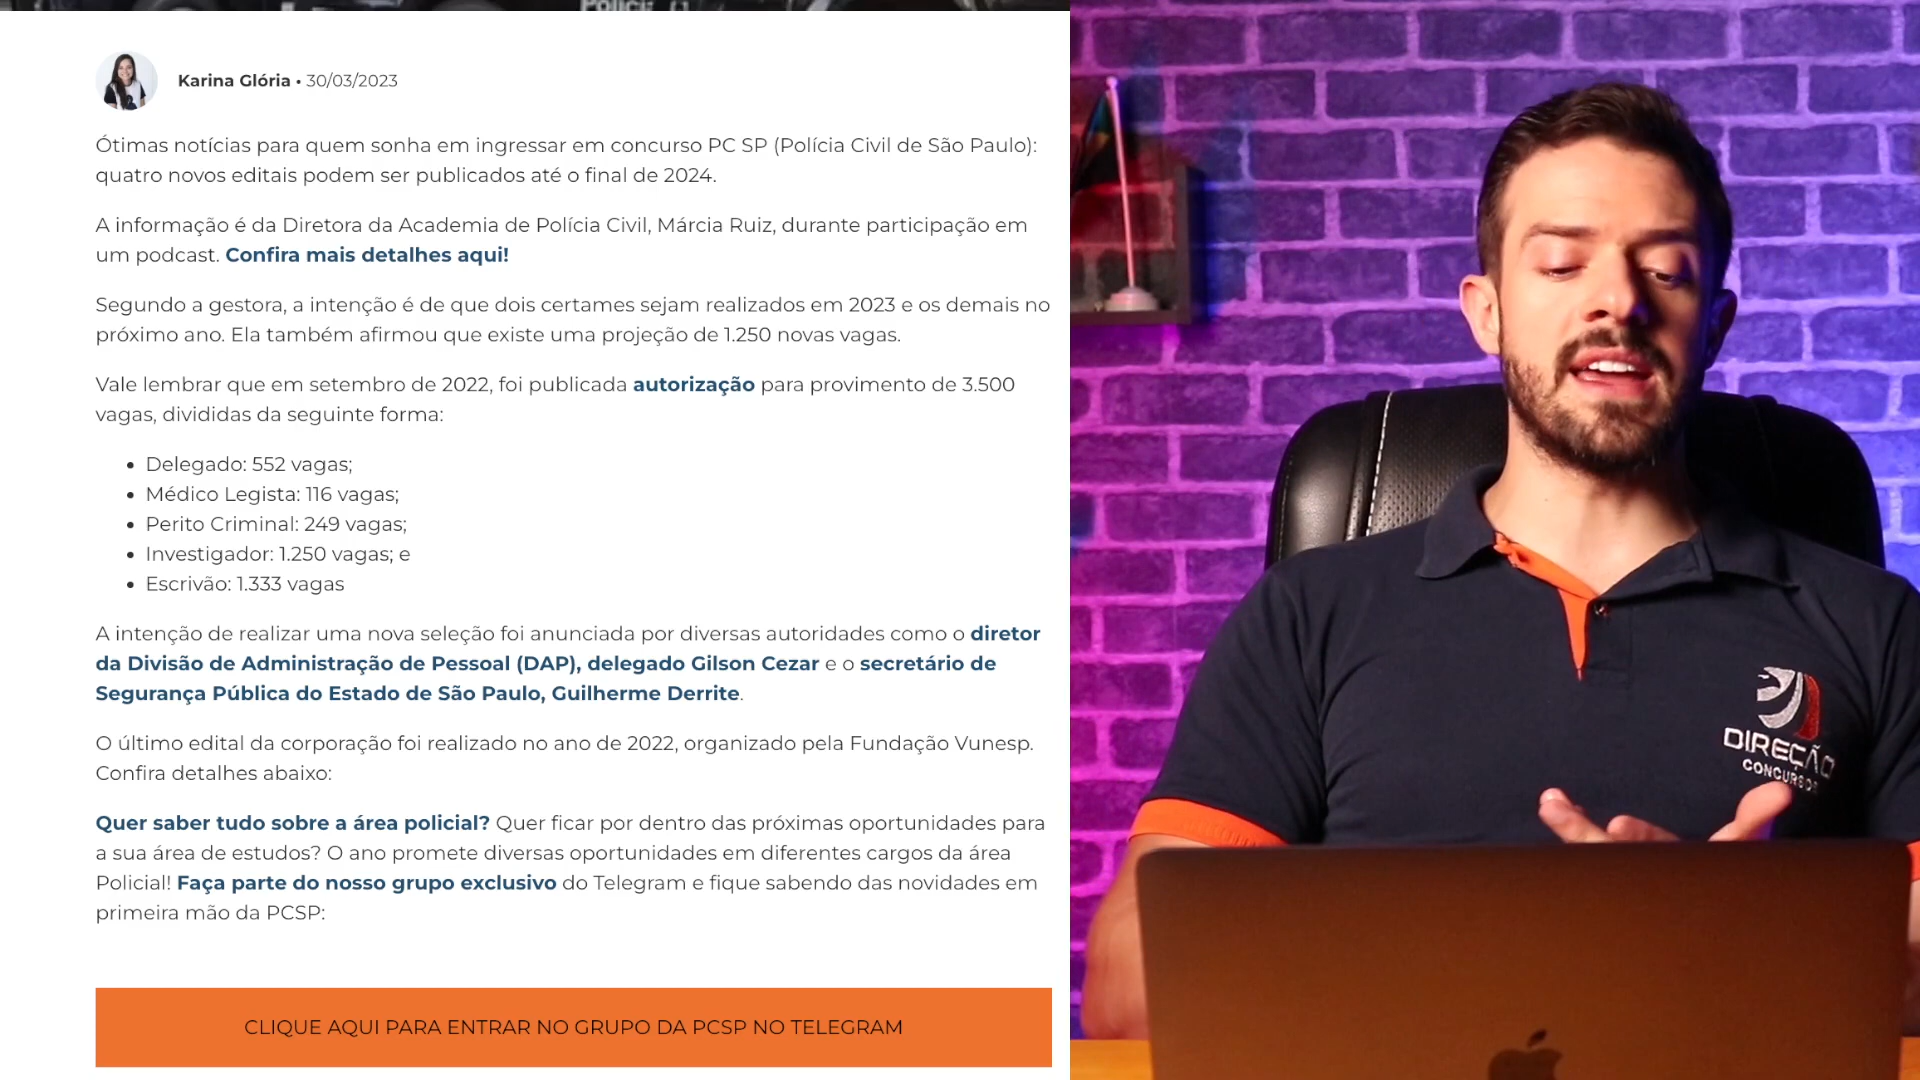 Polícia
Karina Glória • 30/03/2023
Ótimas notícias para quem sonha em ingressar em concurso PC SP (Polícia Civil de São Paulo):
quatro novos editais podem ser publicados até o final de 2024.
A informação é da Diretora da Academia de Polícia Civil, Márcia Ruiz, durante participação em
um podcast. Confira mais detalhes aqui!
Segundo a gestora, a intenção é de que dois certames sejam realizados em 2023 e os demais no
próximo ano. Ela também afirmou que existe uma projeção de 1.250 novas vagas.
Vale lembrar que em setembro de 2022, foi publicada autorização para provimento de 3.500
vagas, divididas da seguinte forma:
• Delegado: 552 vagas;
• Médico Legista: 116 vagas;
• Perito Criminal: 249 vagas;
• Investigador: 1.250 vagas; e
• Escrivão: 1.333 vagas
A intenção de realizar uma nova seleção foi anunciada por diversas autoridades como o diretor
da Divisão de Administração de Pessoal (DAP), delegado Gilson Cezar e o secretário de
Segurança Pública do Estado de São Paulo, Guilherme Derrite.
O último edital da corporação foi realizado no ano de 2022, organizado pela Fundação Vunesp.
Confira detalhes abaixo:
Quer saber tudo sobre a área policial? Quer ficar por dentro das próximas oportunidades para
a sua área de estudos? O ano promete diversas oportunidades em diferentes cargos da área
Policial! Faça parte do nosso grupo exclusivo do Telegram e fique sabendo das novidades em
primeira mão da PCSP:
CLIQUE AQUI PARA ENTRAR NO GRUPO DA PCSP NO TELEGRAM
DIREÇÃO
CONCURSOS